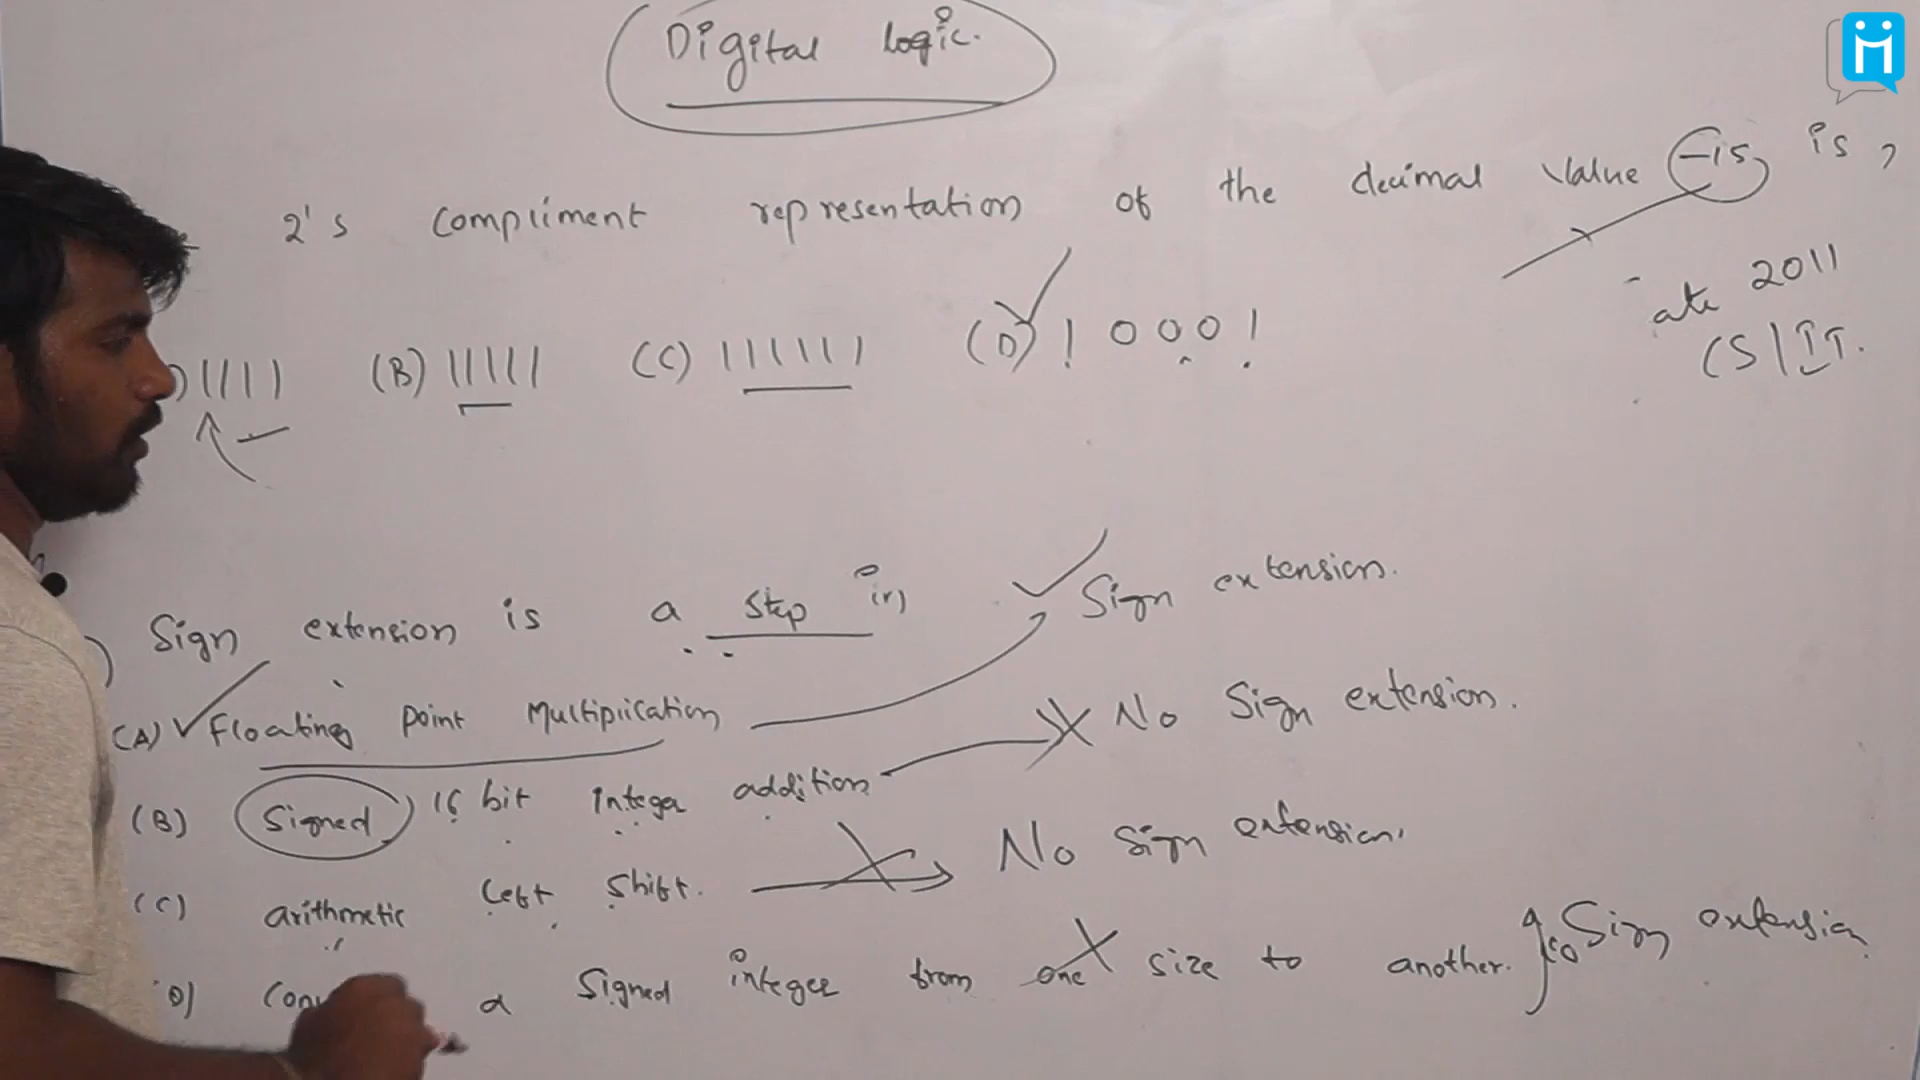 Digital logic.
2's compliment representation of the decimal value -15 is,
ate 2011
CS|IT.
) 1111 (B) 11111 (C) 111111 (D) 10001
) Sign extension is a step in
Sign extension.
(A) Floating point Multiplication
No Sign extension.
(B) Signed 16 bit Integer addition
(C) arithmetic left shift.
No Sign extension.
D) a Signed integer from one size to another.
Sign extension